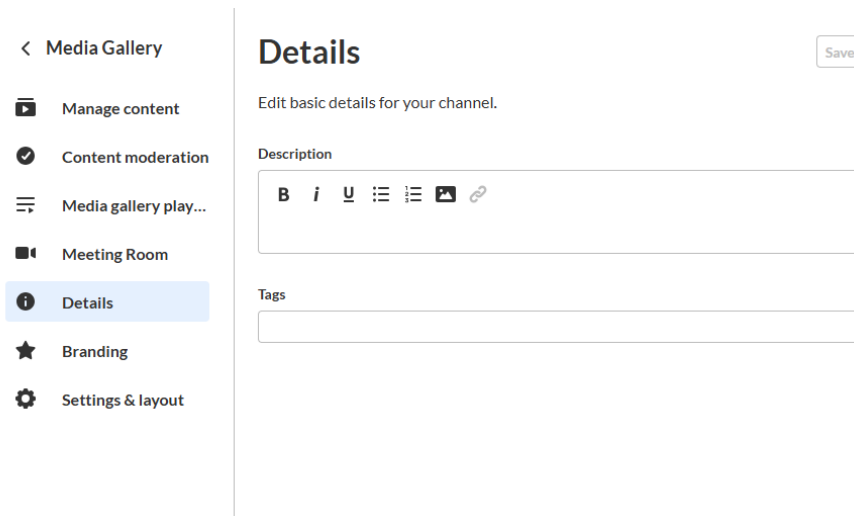 Media Gallery
Manage content
Content moderation
Media gallery play...
Meeting Room
Details
Branding
Settings & layout
Details
Save
Edit basic details for your channel.
Description
B i U
Tags